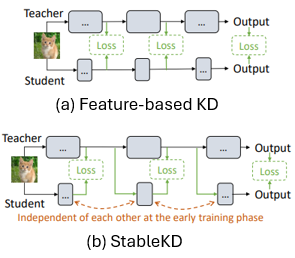 Teacher
... ... ... Output
Loss Loss Loss
... ... ... Output
Student
(a) Feature-based KD
Teacher
... ... ... Output
Loss Loss Loss
... ... ... Output
Student
Independent of each other at the early training phase
(b) StableKD